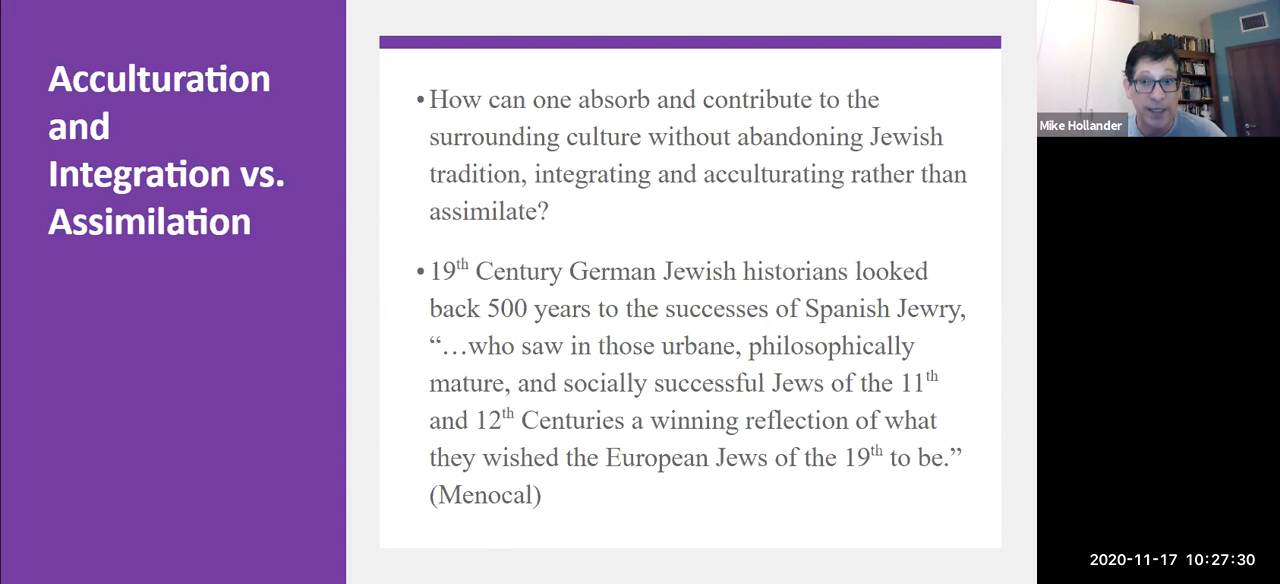 Acculturation
and
Integration vs.
Assimilation
•How can one absorb and contribute to the
surrounding culture without abandoning Jewish
tradition, integrating and acculturating rather than
assimilate?
•19th Century German Jewish historians looked
back 500 years to the successes of Spanish Jewry,
“…who saw in those urbane, philosophically
mature, and socially successful Jews of the 11th
and 12th Centuries a winning reflection of what
they wished the European Jews of the 19th to be.”
(Menocal)
Mike Hollander
2020-11-17 10:27:30